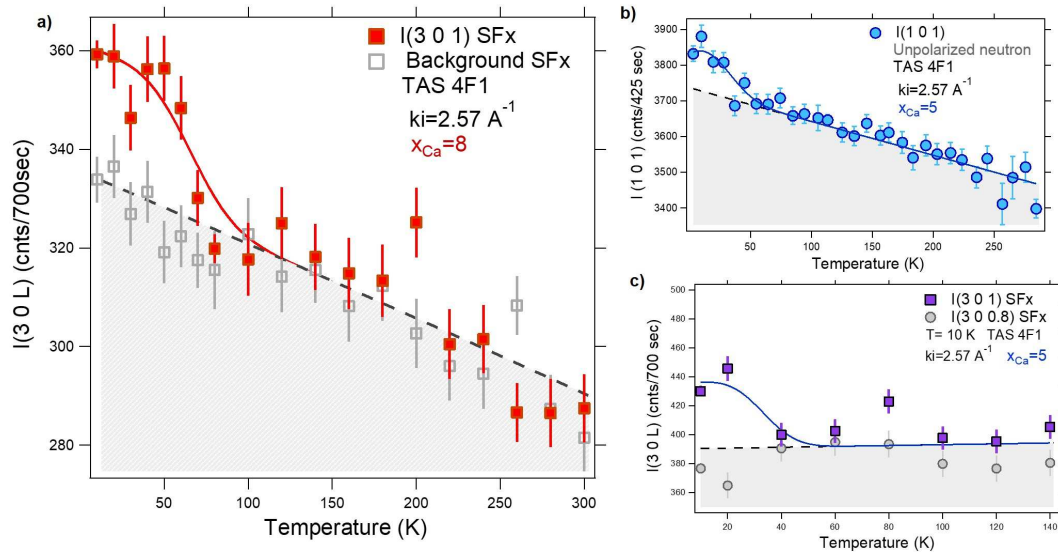 a)
I(3 0 1) SFx
Background SFx
TAS 4F1
ki=2.57 A⁻¹
x_Ca=8
I(3 0 L) (cnts/700sec)
360
340
320
300
280
50
100
150
200
250
300
Temperature (K)
b)
I(1 0 1)
Unpolarized neutron
TAS 4F1
ki=2.57 A⁻¹
x_Ca=5
I (1 0 1) (cnts/425 sec)
3800
3700
3600
3500
3400
0
50
100
150
200
250
Temperature (K)
c)
I(3 0 1) SFx
I(3 0 0.8) SFx
T= 10 K TAS 4F1
ki=2.57 A⁻¹ x_Ca=5
I(3 0 L) (cnts/700 sec)
500
480
460
440
420
400
380
360
20
40
60
80
100
120
140
Temperature (K)